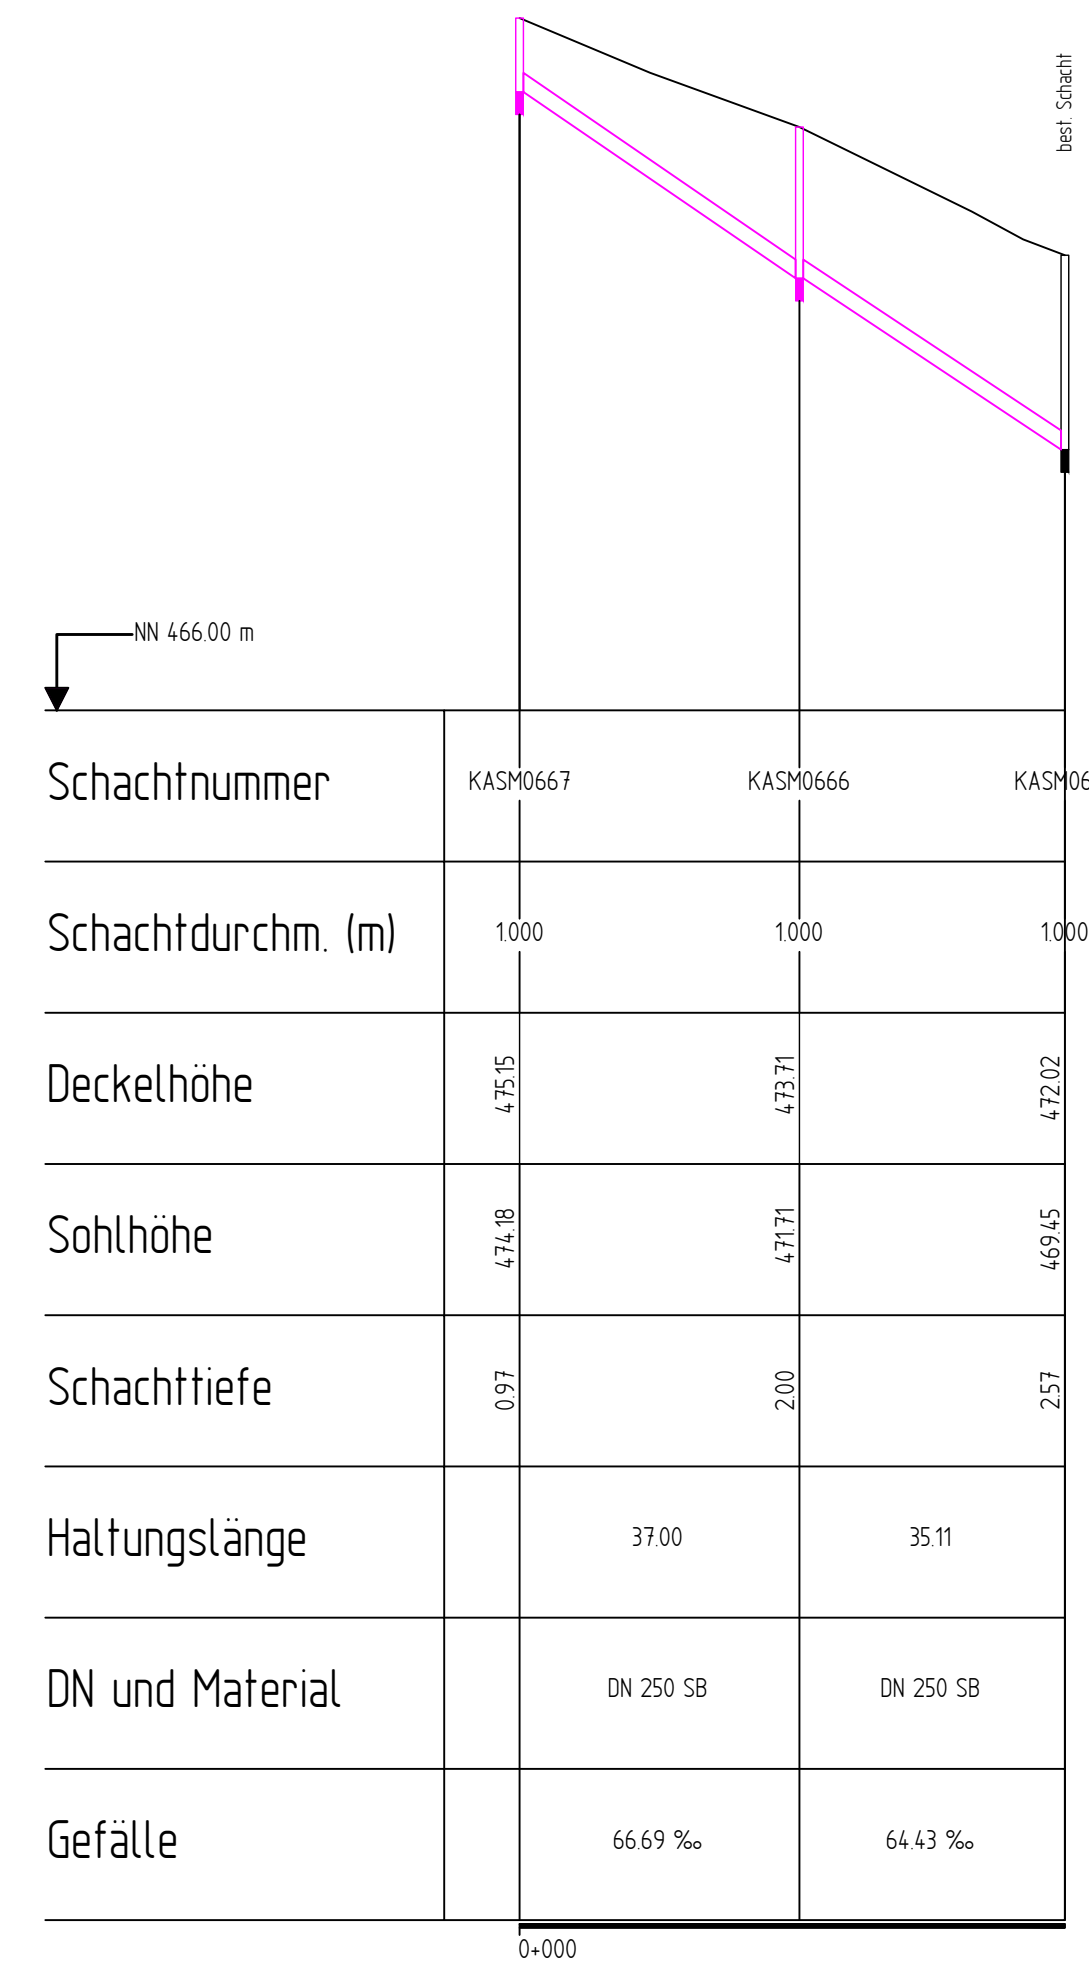 best. Schacht
NN 466.00 m
Schachtnummer KASM0667 KASM0666 KASM06
Schachtdurchm. (m) 1.000 1.000 1.000
Deckelhöhe 475.15 473.71 472.02
Sohlhöhe 474.18 471.71 469.45
Schachttiefe 0.97 2.00 2.57
Haltungslänge 37.00 35.11
DN und Material DN 250 SB DN 250 SB
Gefälle 66.69 ‰ 64.43 ‰
0+000